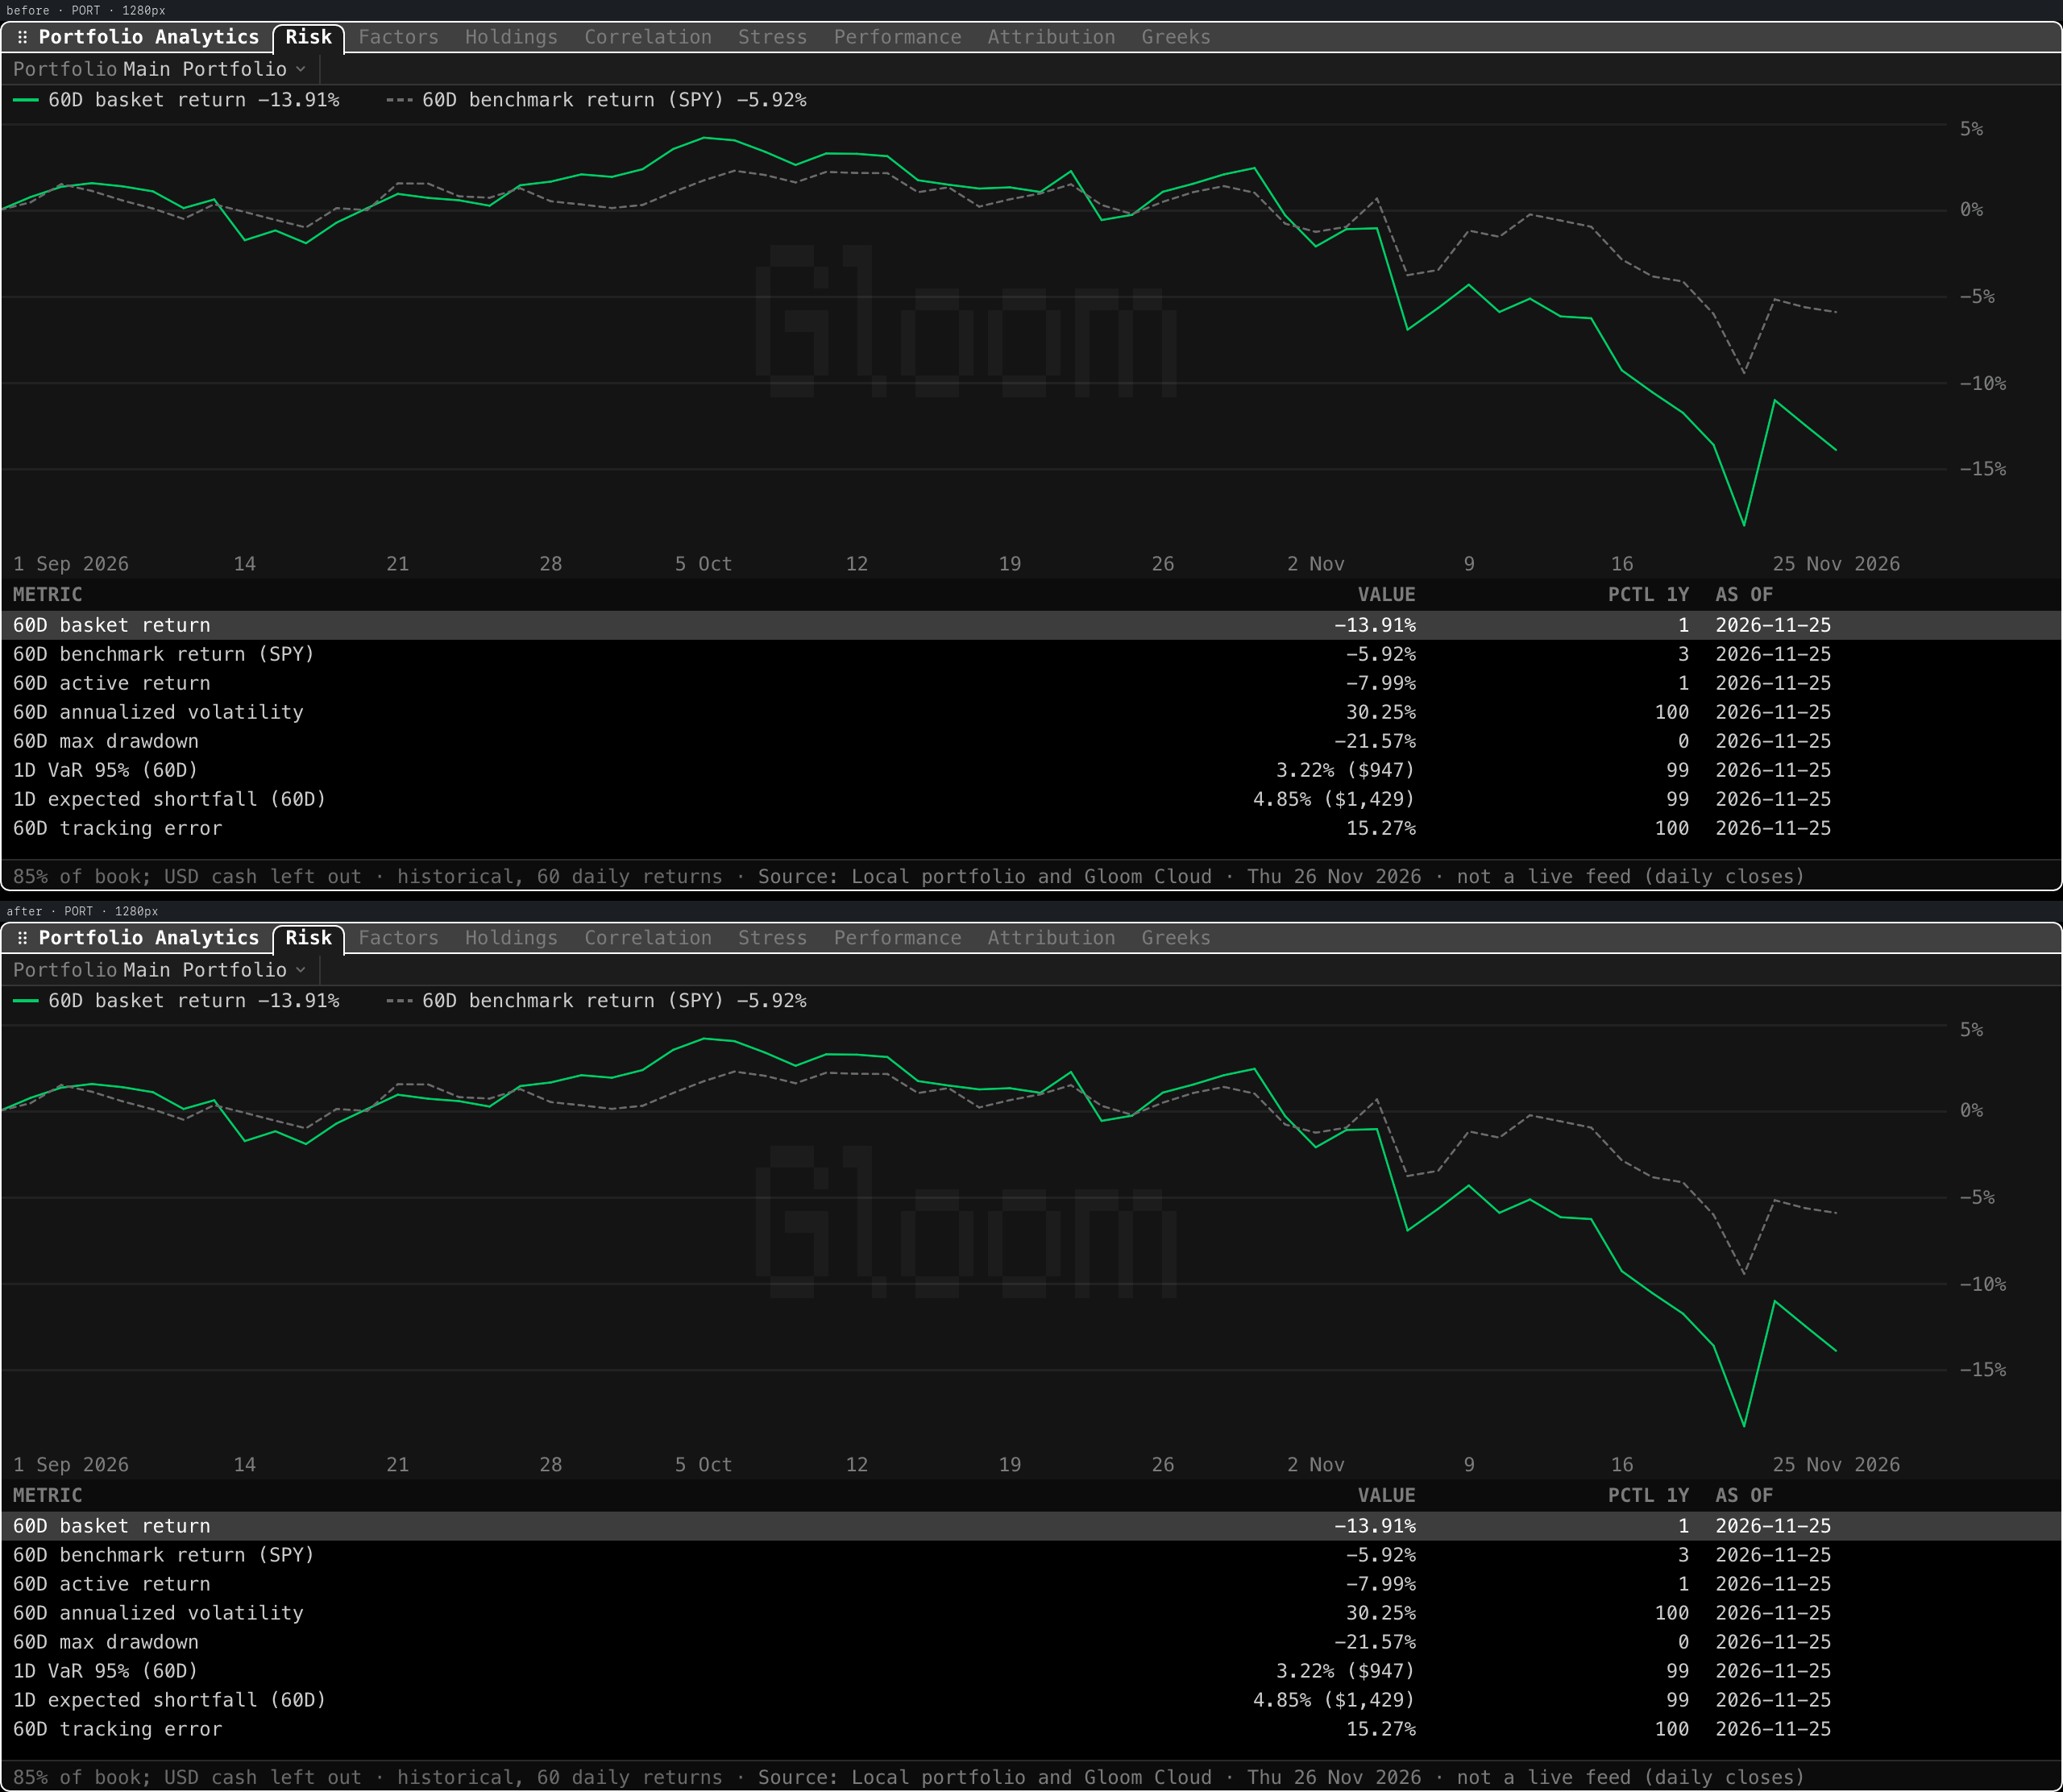 before · PORT · 1280px
Portfolio Analytics Risk Factors Holdings Correlation Stress Performance Attribution Greeks
Portfolio Main Portfolio
60D basket return −13.91% 60D benchmark return (SPY) −5.92%
5%
0%
−5%
−10%
−15%
Gloom
1 Sep 2026 14 21 28 5 Oct 12 19 26 2 Nov 9 16 25 Nov 2026
METRIC VALUE PCTL 1Y AS OF
60D basket return −13.91% 1 2026−11−25
60D benchmark return (SPY) −5.92% 3 2026−11−25
60D active return −7.99% 1 2026−11−25
60D annualized volatility 30.25% 100 2026−11−25
60D max drawdown −21.57% 0 2026−11−25
1D VaR 95% (60D) 3.22% ($947) 99 2026−11−25
1D expected shortfall (60D) 4.85% ($1,429) 99 2026−11−25
60D tracking error 15.27% 100 2026−11−25
85% of book; USD cash left out · historical, 60 daily returns · Source: Local portfolio and Gloom Cloud · Thu 26 Nov 2026 · not a live feed (daily closes)
after · PORT · 1280px
Portfolio Analytics Risk Factors Holdings Correlation Stress Performance Attribution Greeks
Portfolio Main Portfolio
60D basket return −13.91% 60D benchmark return (SPY) −5.92%
5%
0%
−5%
−10%
−15%
Gloom
1 Sep 2026 14 21 28 5 Oct 12 19 26 2 Nov 9 16 25 Nov 2026
METRIC VALUE PCTL 1Y AS OF
60D basket return −13.91% 1 2026−11−25
60D benchmark return (SPY) −5.92% 3 2026−11−25
60D active return −7.99% 1 2026−11−25
60D annualized volatility 30.25% 100 2026−11−25
60D max drawdown −21.57% 0 2026−11−25
1D VaR 95% (60D) 3.22% ($947) 99 2026−11−25
1D expected shortfall (60D) 4.85% ($1,429) 99 2026−11−25
60D tracking error 15.27% 100 2026−11−25
85% of book; USD cash left out · historical, 60 daily returns · Source: Local portfolio and Gloom Cloud · Thu 26 Nov 2026 · not a live feed (daily closes)